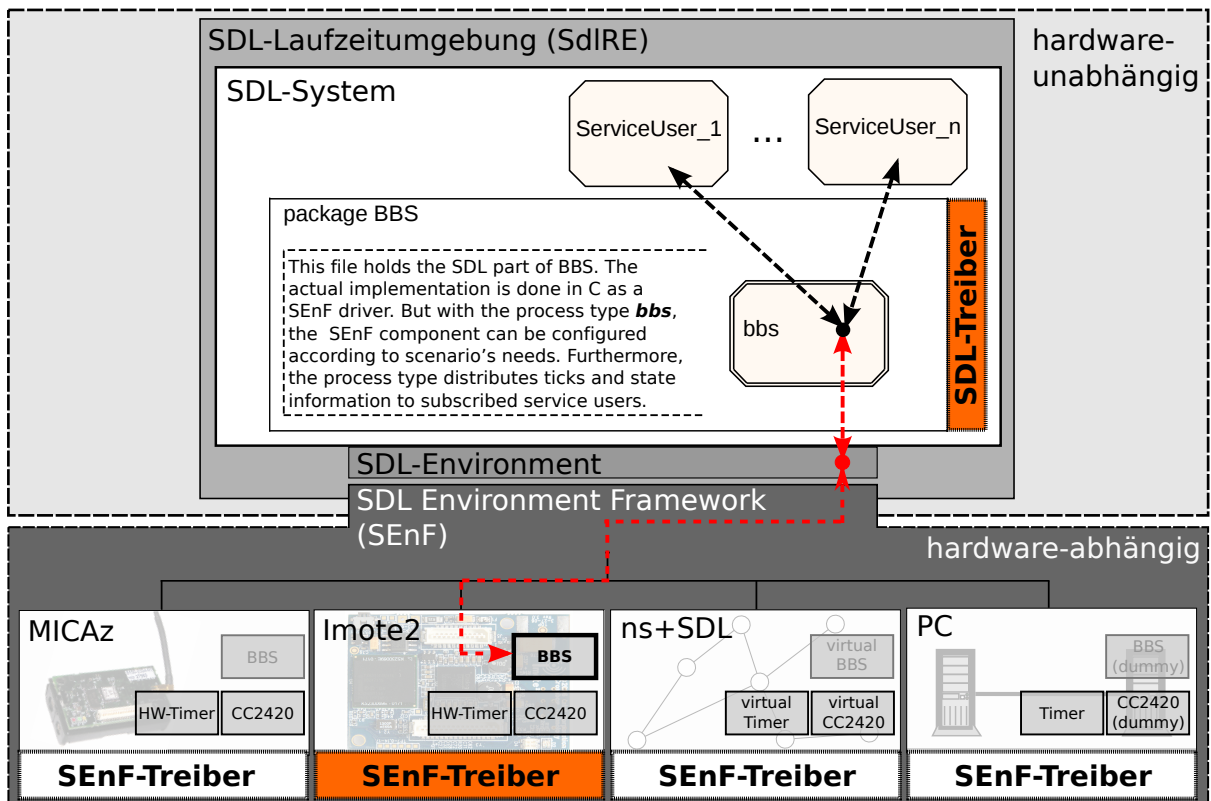 SDL-Laufzeitumgebung (SdlRE)
hardware-
unabhängig
SDL-System
ServiceUser_1
...
ServiceUser_n
package BBS
This file holds the SDL part of BBS. The
actual implementation is done in C as a
SEnF driver. But with the process type bbs,
the SEnF component can be configured
according to scenario's needs. Furthermore,
the process type distributes ticks and state
information to subscribed service users.
bbs
SDL-Treiber
SDL-Environment
SDL Environment Framework
(SEnF)
hardware-abhängig
MICAz
BBS
HW-Timer
CC2420
SEnF-Treiber
Imote2
BBS
HW-Timer
CC2420
SEnF-Treiber
ns+SDL
virtual
BBS
virtual
Timer
virtual
CC2420
SEnF-Treiber
PC
BBS
(dummy)
Timer
CC2420
(dummy)
SEnF-Treiber